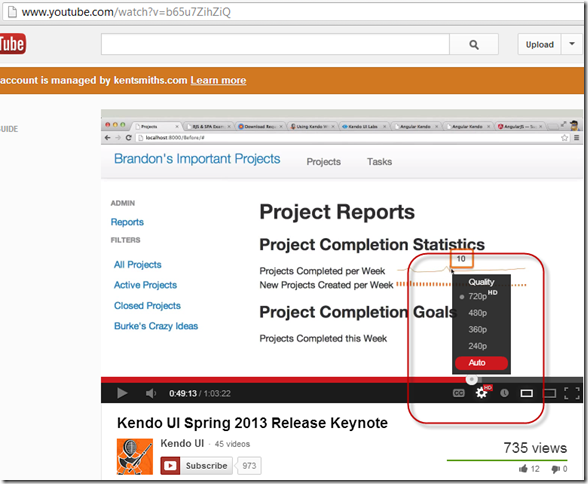 www.youtube.com/watch?v=b65u7ZihZiQ
Tube
Upload
account is managed by kentsmiths.com Learn more
GUIDE
Projects
localhost:8000/Before/#
Brandon's Important Projects
Projects
Tasks
ADMIN
Reports
FILTERS
All Projects
Active Projects
Closed Projects
Burke's Crazy Ideas
Project Reports
Project Completion Statistics
10
Projects Completed per Week
New Projects Created per Week
Project Completion Goals
Projects Completed this Week
Quality
720p HD
480p
360p
240p
Auto
0:49:13 / 1:03:22
CC
HD
Kendo UI Spring 2013 Release Keynote
Kendo UI · 45 videos
Subscribe 973
735 views
12
0